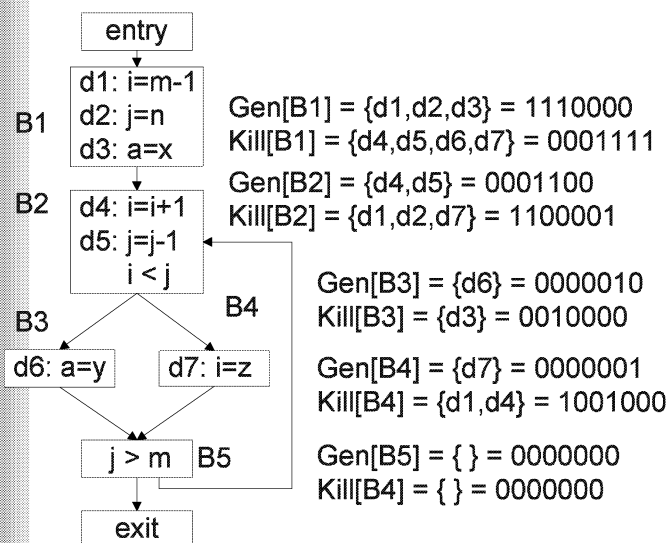 entry
B1
d1: i=m-1
d2: j=n
d3: a=x
Gen[B1] = {d1,d2,d3} = 1110000
Kill[B1] = {d4,d5,d6,d7} = 0001111
B2
d4: i=i+1
d5: j=j-1
i < j
Gen[B2] = {d4,d5} = 0001100
Kill[B2] = {d1,d2,d7} = 1100001
B3
d6: a=y
B4
d7: i=z
Gen[B3] = {d6} = 0000010
Kill[B3] = {d3} = 0010000
Gen[B4] = {d7} = 0000001
Kill[B4] = {d1,d4} = 1001000
j > m
B5
Gen[B5] = { } = 0000000
Kill[B4] = { } = 0000000
exit